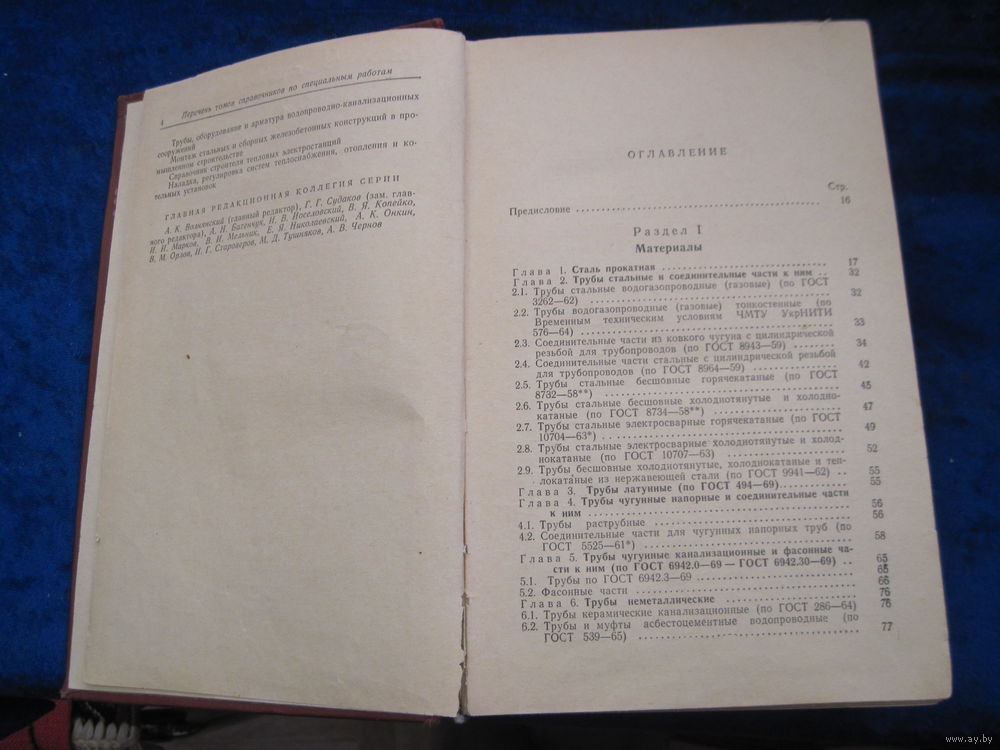 4 Перечень томов справочников по специальным работам
Трубы, оборудование и арматура водопроводно-канализационных
сооружений
Монтаж стальных и сборных железобетонных конструкций в про-
мышленном строительстве
Справочник строителя тепловых электростанций
Наладка, регулировка систем теплоснабжения, отопления и ко-
тельных установок
ГЛАВНАЯ РЕДАКЦИОННАЯ КОЛЛЕГИЯ СЕРИИ
А. К. Волнянский (главный редактор), Г. Г. Судаков (зам. глав-
ного редактора), А. Н. Багенчук, Н. В. Иоселовский, В. Я. Копейко,
И. И. Марков, В. И. Мельник, Е. Я. Николаевский, А. К. Онкин,
В. М. Орлов, И. Г. Староверов, М. Д. Тушняков, А. В. Чернов
ОГЛАВЛЕНИЕ
Стр.
Предисловие 16
Раздел I
Материалы
Глава 1. Сталь прокатная 17
Глава 2. Трубы стальные и соединительные части к ним 32
2.1. Трубы стальные водогазопроводные (газовые) (по ГОСТ
3262—62) 32
2.2. Трубы водогазопроводные (газовые) тонкостенные (по
Временным техническим условиям ЧМТУ УкрНИТИ
576—64) 33
2.3. Соединительные части из ковкого чугуна с цилиндрической
резьбой для трубопроводов (по ГОСТ 8943—59) 34
2.4. Соединительные части стальные с цилиндрической резьбой
для трубопроводов (по ГОСТ 8964—59) 42
2.5. Трубы стальные бесшовные горячекатаные (по ГОСТ
8732—58**) 45
2.6. Трубы стальные бесшовные холоднотянутые и холодно-
катаные (по ГОСТ 8734—58**) 47
2.7. Трубы стальные электросварные горячекатаные (по ГОСТ
10704—63*) 49
2.8. Трубы стальные электросварные холоднотянутые и холод-
нокатаные (по ГОСТ 10707—63) 52
2.9. Трубы бесшовные холоднотянутые, холоднокатаные и теп-
локатаные из нержавеющей стали (по ГОСТ 9941—62) 55
Глава 3. Трубы латунные (по ГОСТ 494—69) 55
Глава 4. Трубы чугунные напорные и соединительные части
к ним 56
4.1. Трубы раструбные 56
4.2. Соединительные части для чугунных напорных труб (по
ГОСТ 5525—61*) 58
Глава 5. Трубы чугунные канализационные и фасонные ча-
сти к ним (по ГОСТ 6942.0—69 — ГОСТ 6942.30—69) 65
5.1. Трубы по ГОСТ 6942.3—69 65
5.2. Фасонные части 66
Глава 6. Трубы неметаллические 76
6.1. Трубы керамические канализационные (по ГОСТ 286—64) 76
6.2. Трубы и муфты асбестоцементные водопроводные (по
ГОСТ 539—65) 77
www.ay.by